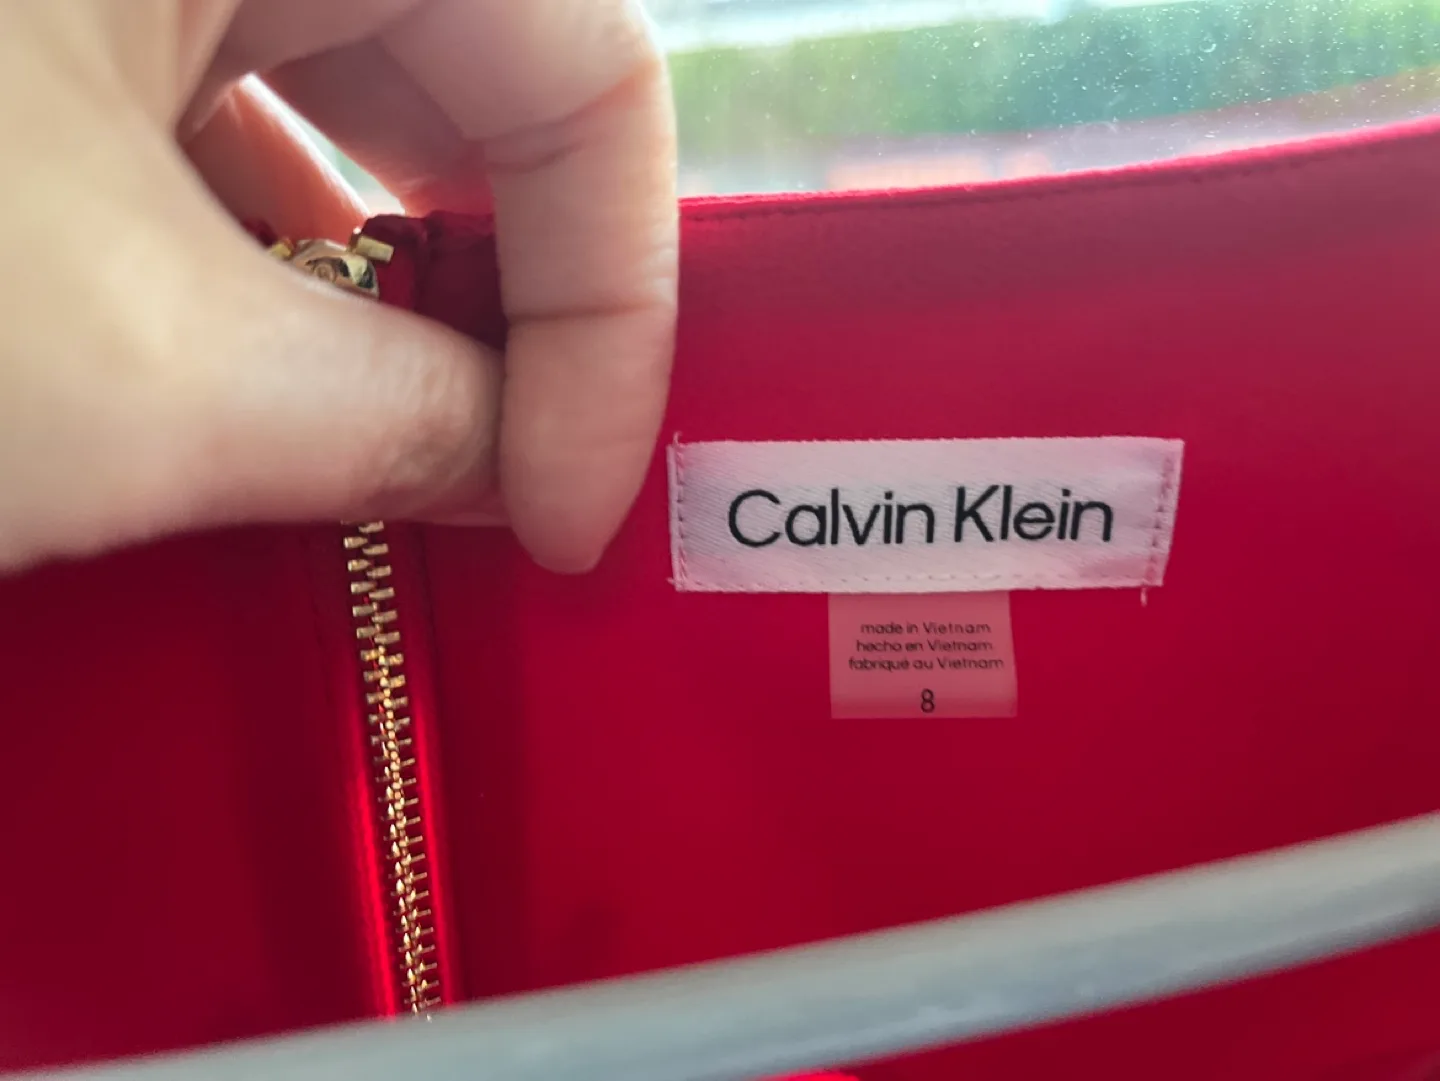 Calvin Klein
made in Vietnam
hecho en Vietnam
fabriqué au Vietnam
8